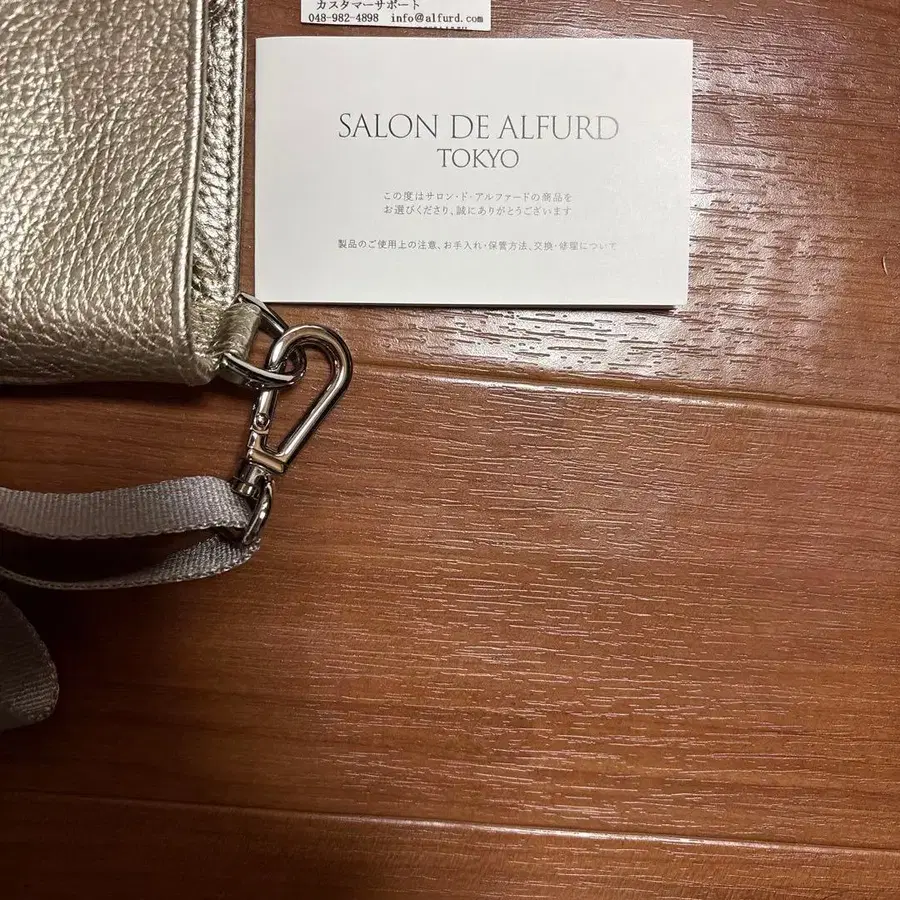 カスタマーサポート
048-982-4898 info@alfurd.com
SALON DE ALFURD
TOKYO
この度はサロン・ド・アルファードの商品を
お選びくださり、誠にありがとうございます
製品のご使用上の注意、お手入れ・保管方法、交換・修理について